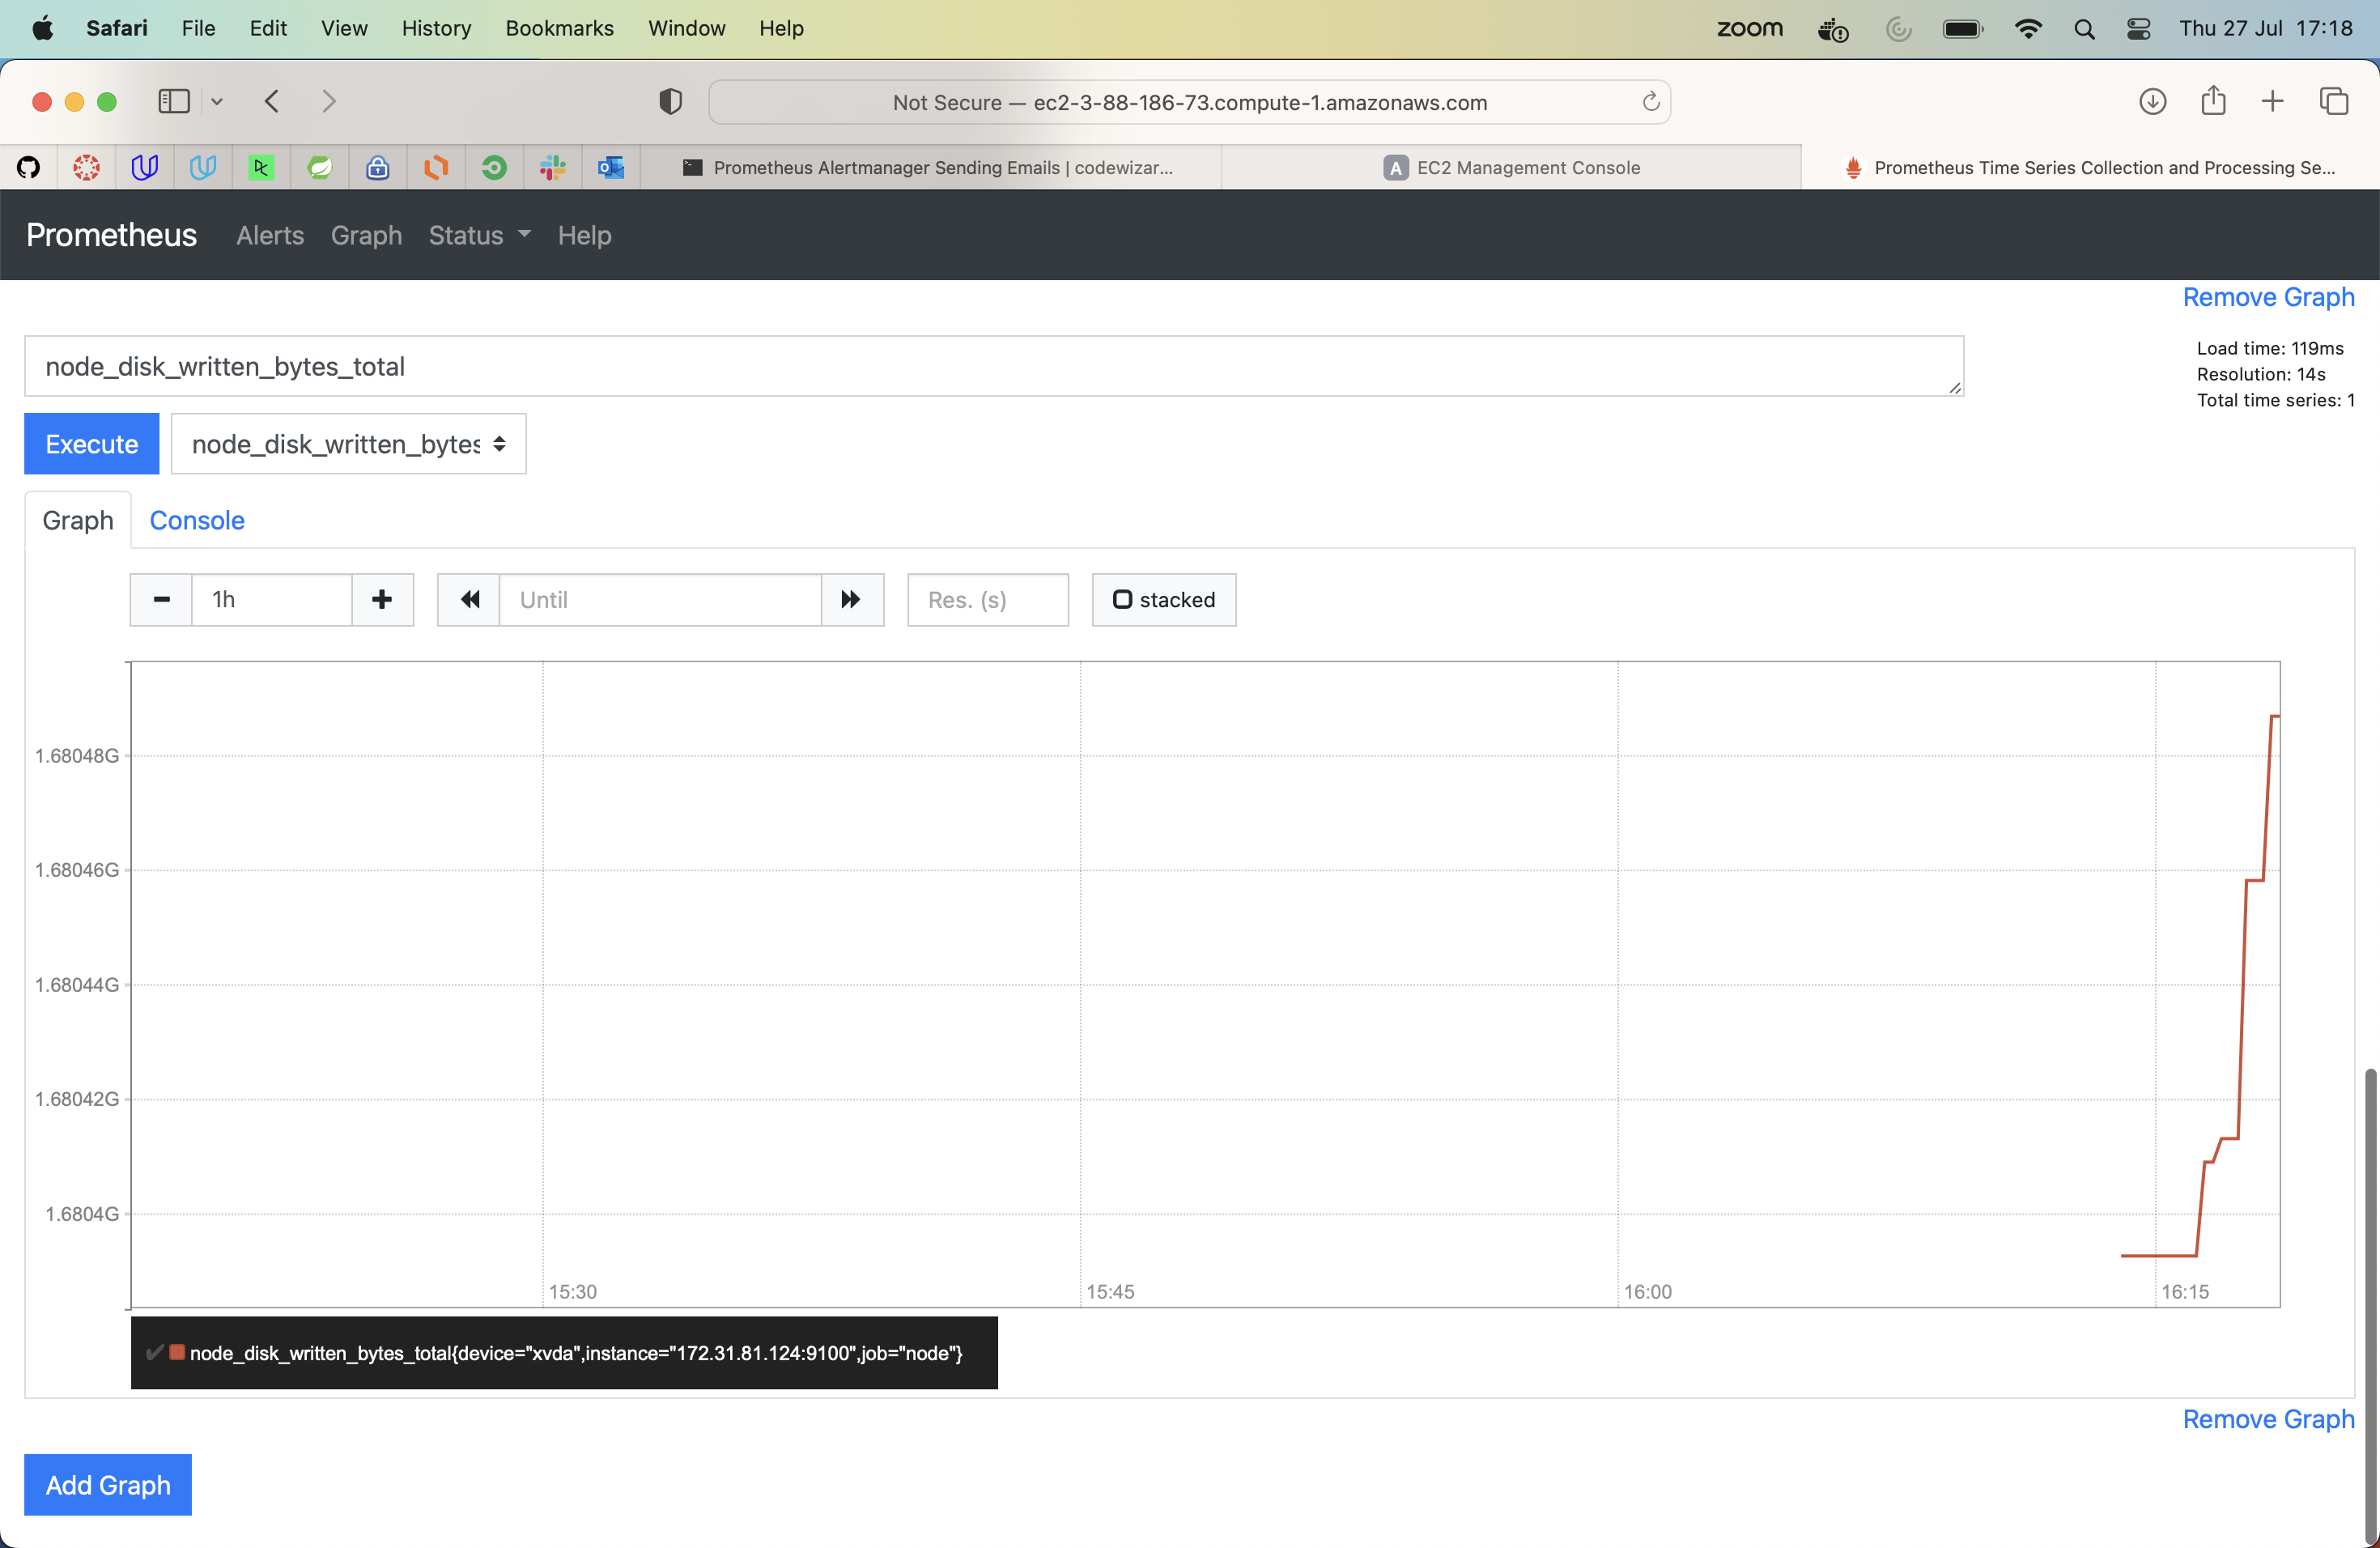 Safari File Edit View History Bookmarks Window Help zoom Thu 27 Jul 17:18
Not Secure — ec2-3-88-186-73.compute-1.amazonaws.com
Prometheus Alertmanager Sending Emails | codewizar... A EC2 Management Console Prometheus Time Series Collection and Processing Se...
Prometheus Alerts Graph Status Help
Remove Graph
node_disk_written_bytes_total
Load time: 119ms
Resolution: 14s
Total time series: 1
Execute node_disk_written_bytes
Graph Console
1h Until Res. (s) stacked
1.68048G
1.68046G
1.68044G
1.68042G
1.6804G
15:30 15:45 16:00 16:15
node_disk_written_bytes_total{device="xvda",instance="172.31.81.124:9100",job="node"}
Remove Graph
Add Graph